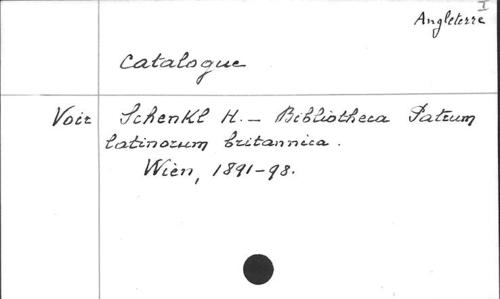 I
Angleterre
Catalogue
Voir Schenkl H. - Bibliotheca Patrum
latinorum britannica.
Wien, 1891-98.